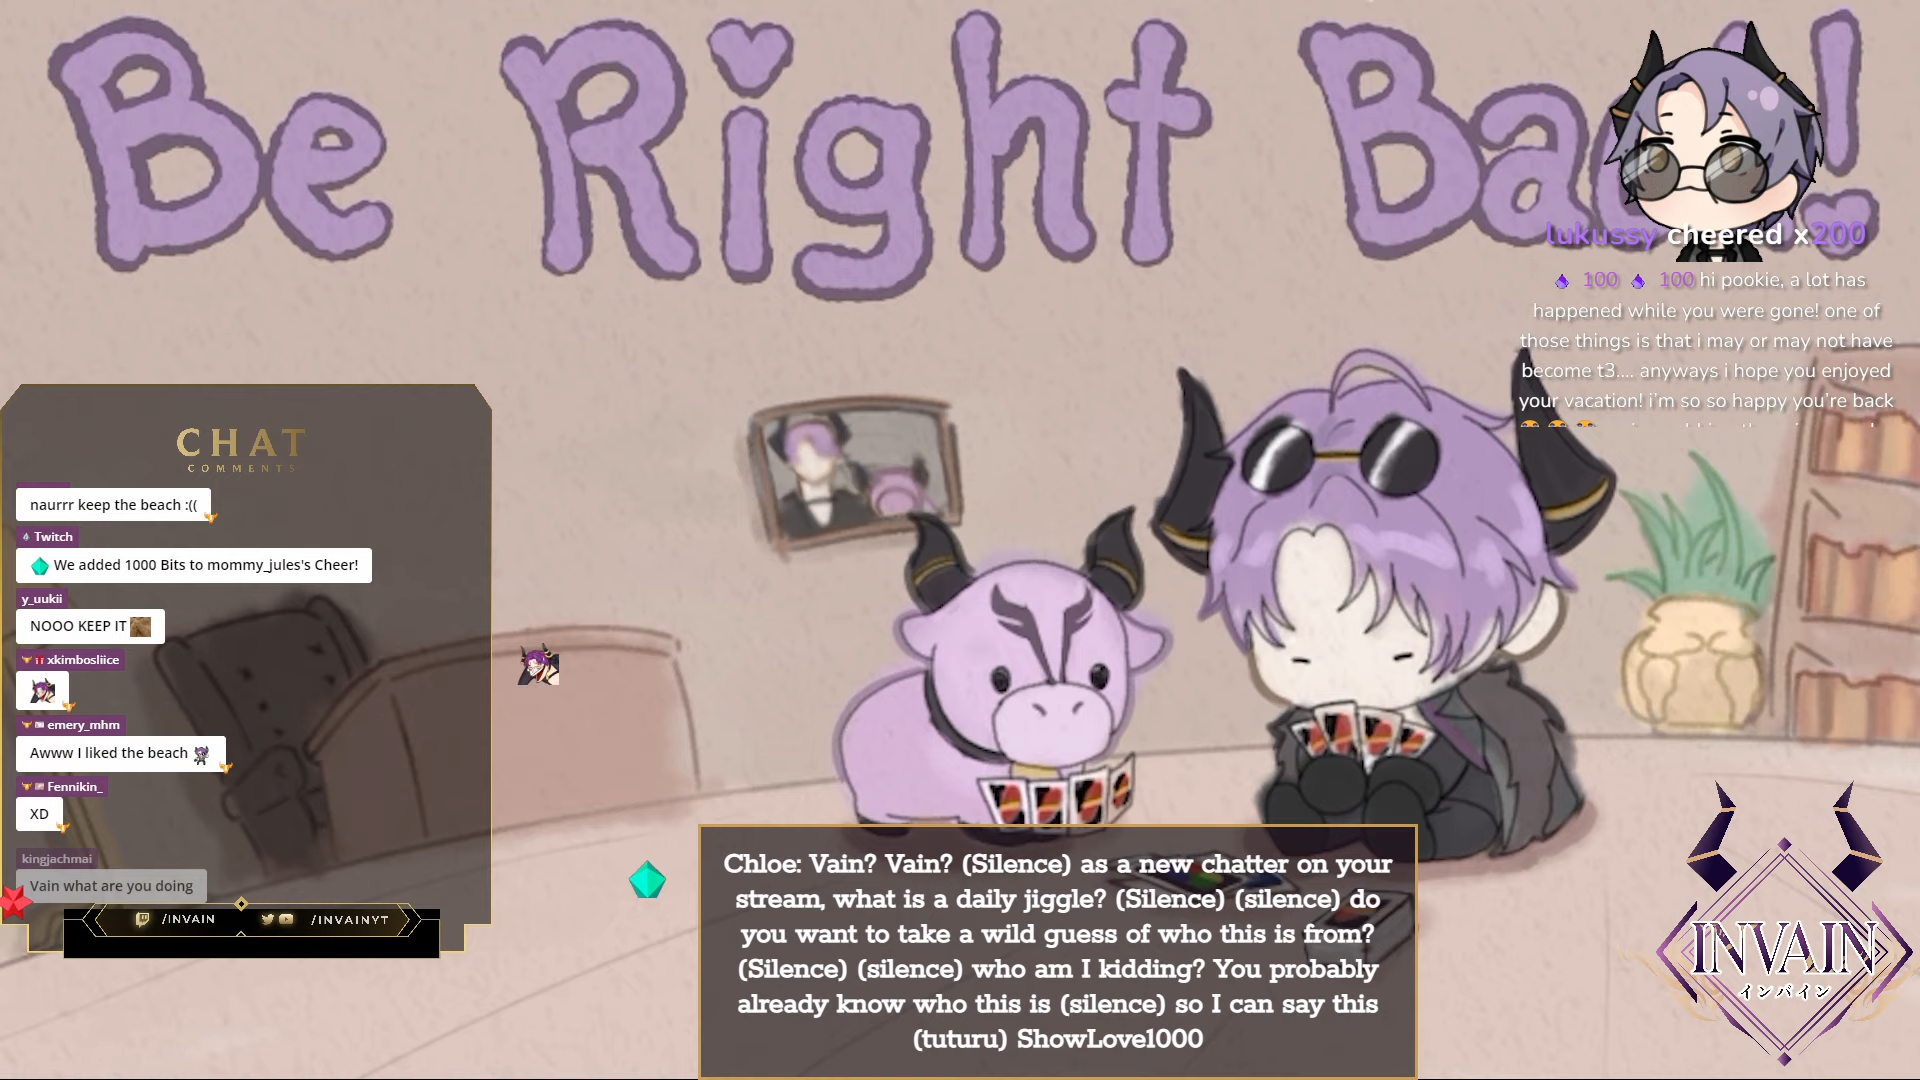 Be Right Bac!
lukussy cheered x200
100 100 hi pookie, a lot has
happened while you were gone! one of
those things is that i may or may not have
become t3.... anyways i hope you enjoyed
your vacation! i'm so so happy you're back
CHAT
COMMENTS
naurrr keep the beach :((
Twitch
We added 1000 Bits to mommy_jules's Cheer!
y_uukii
NOOO KEEP IT
xkimbosliice
emery_mhm
Awww I liked the beach
Fennikin_
XD
kingjachmai
Vain what are you doing
/INVAIN /INVAINYT
Chloe: Vain? Vain? (Silence) as a new chatter on your
stream, what is a daily jiggle? (Silence) (silence) do
you want to take a wild guess of who this is from?
(Silence) (silence) who am I kidding? You probably
already know who this is (silence) so I can say this
(tuturu) ShowLove1000
INVAIN
インバイン